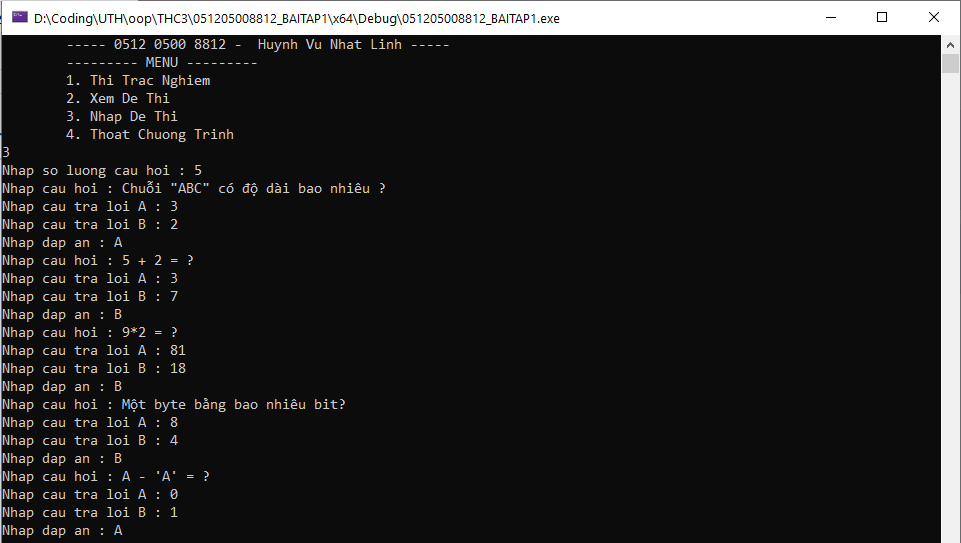 D:\Coding\UTH\oop\THC3\051205008812_BAITAP1\x64\Debug\051205008812_BAITAP1.exe
----- 0512 0500 8812 -  Huynh Vu Nhat Linh -----
--------- MENU ---------
1. Thi Trac Nghiem
2. Xem De Thi
3. Nhap De Thi
4. Thoat Chuong Trinh
3
Nhap so luong cau hoi : 5
Nhap cau hoi : Chuỗi "ABC" có độ dài bao nhiêu ?
Nhap cau tra loi A : 3
Nhap cau tra loi B : 2
Nhap dap an : A
Nhap cau hoi : 5 + 2 = ?
Nhap cau tra loi A : 3
Nhap cau tra loi B : 7
Nhap dap an : B
Nhap cau hoi : 9*2 = ?
Nhap cau tra loi A : 81
Nhap cau tra loi B : 18
Nhap dap an : B
Nhap cau hoi : Một byte bằng bao nhiêu bit?
Nhap cau tra loi A : 8
Nhap cau tra loi B : 4
Nhap dap an : B
Nhap cau hoi : A - 'A' = ?
Nhap cau tra loi A : 0
Nhap cau tra loi B : 1
Nhap dap an : A